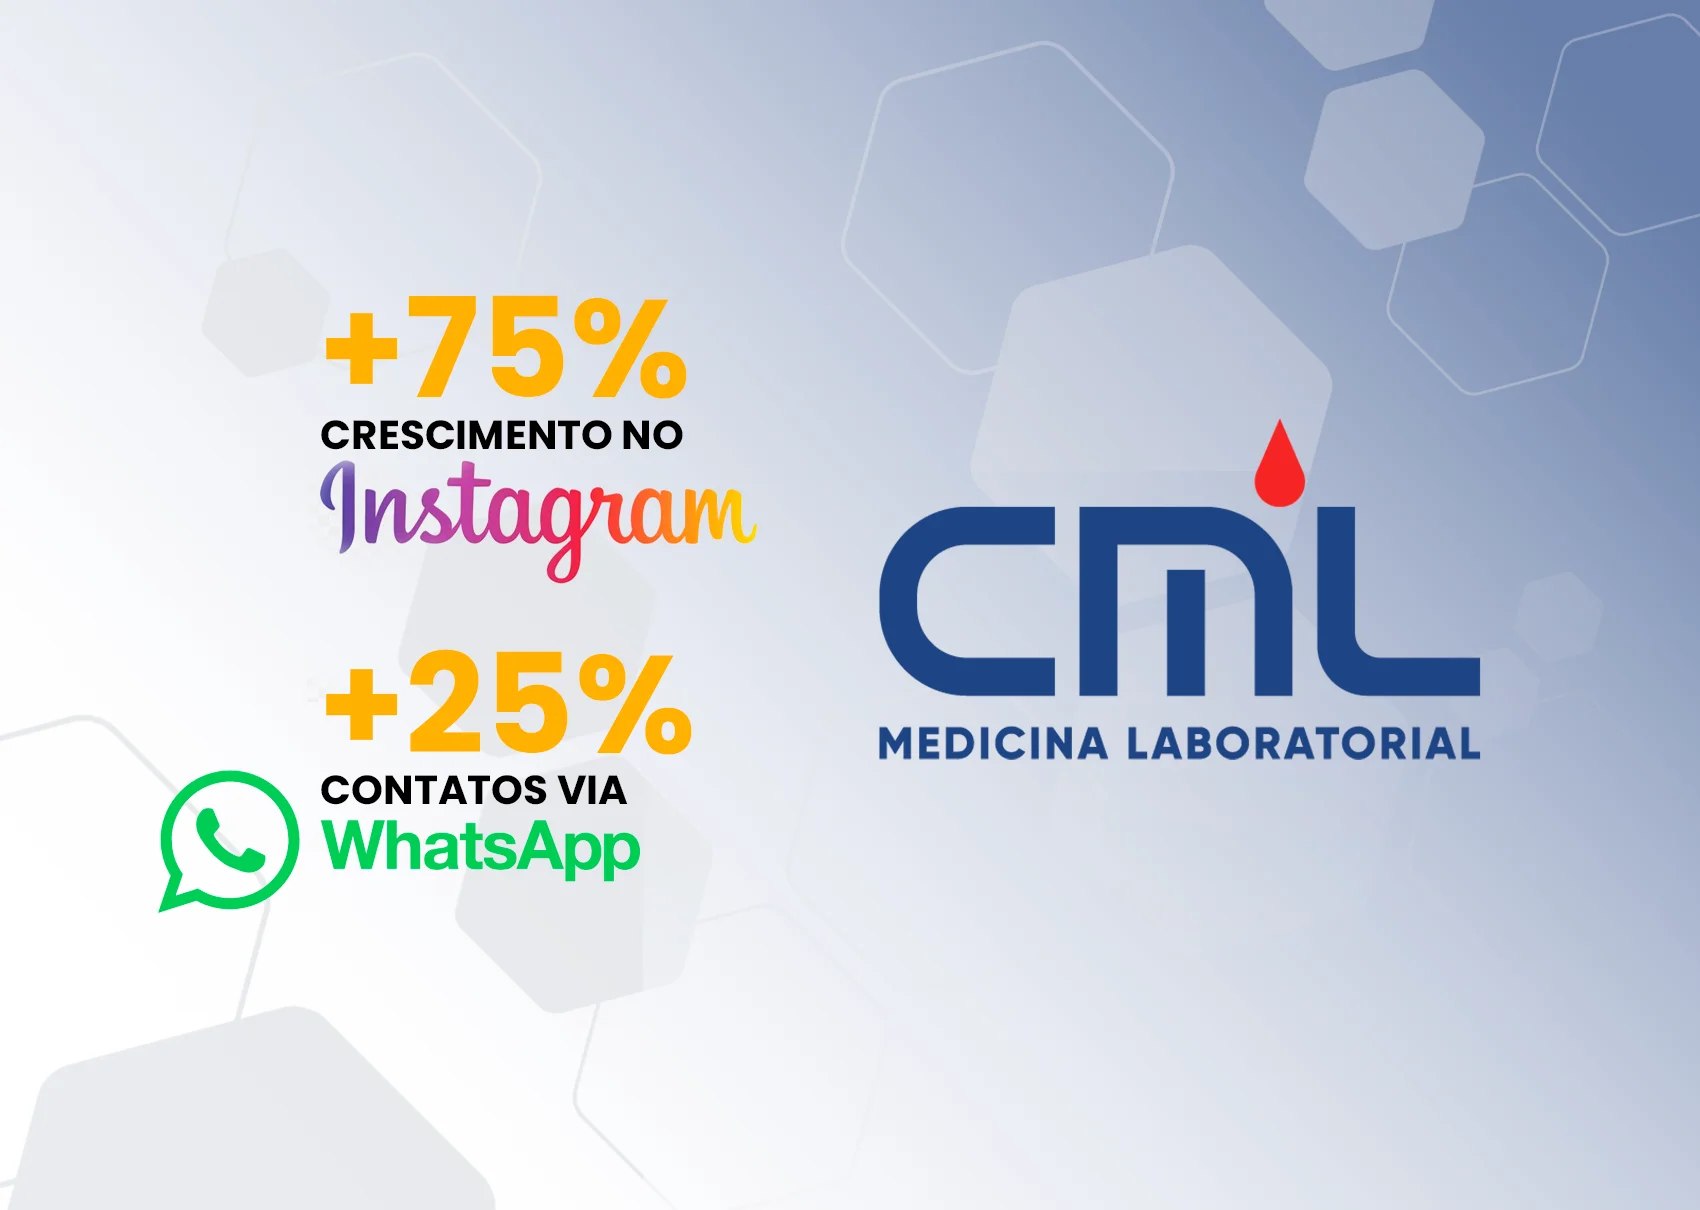 +75%
CRESCIMENTO NO
Instagram
+25%
CONTATOS VIA
WhatsApp
CML
MEDICINA LABORATORIAL